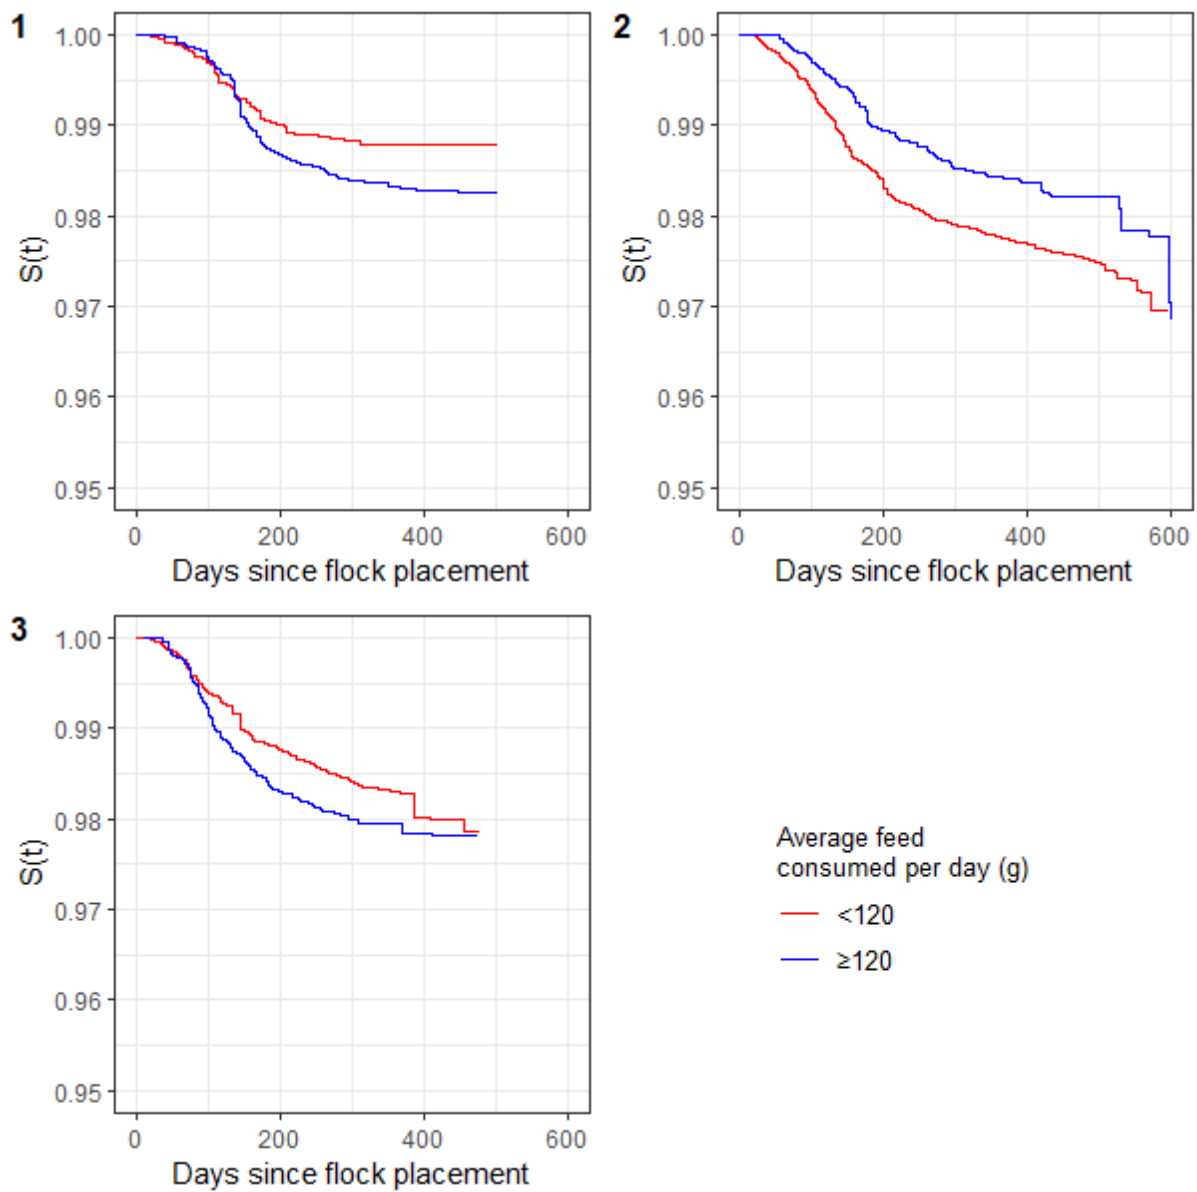 1
1.00
0.99
0.98
0.97
0.96
0.95
S(t)
0 200 400 600
Days since flock placement
2
1.00
0.99
0.98
0.97
0.96
0.95
S(t)
0 200 400 600
Days since flock placement
3
1.00
0.99
0.98
0.97
0.96
0.95
S(t)
0 200 400 600
Days since flock placement
Average feed
consumed per day (g)
<120
≥120